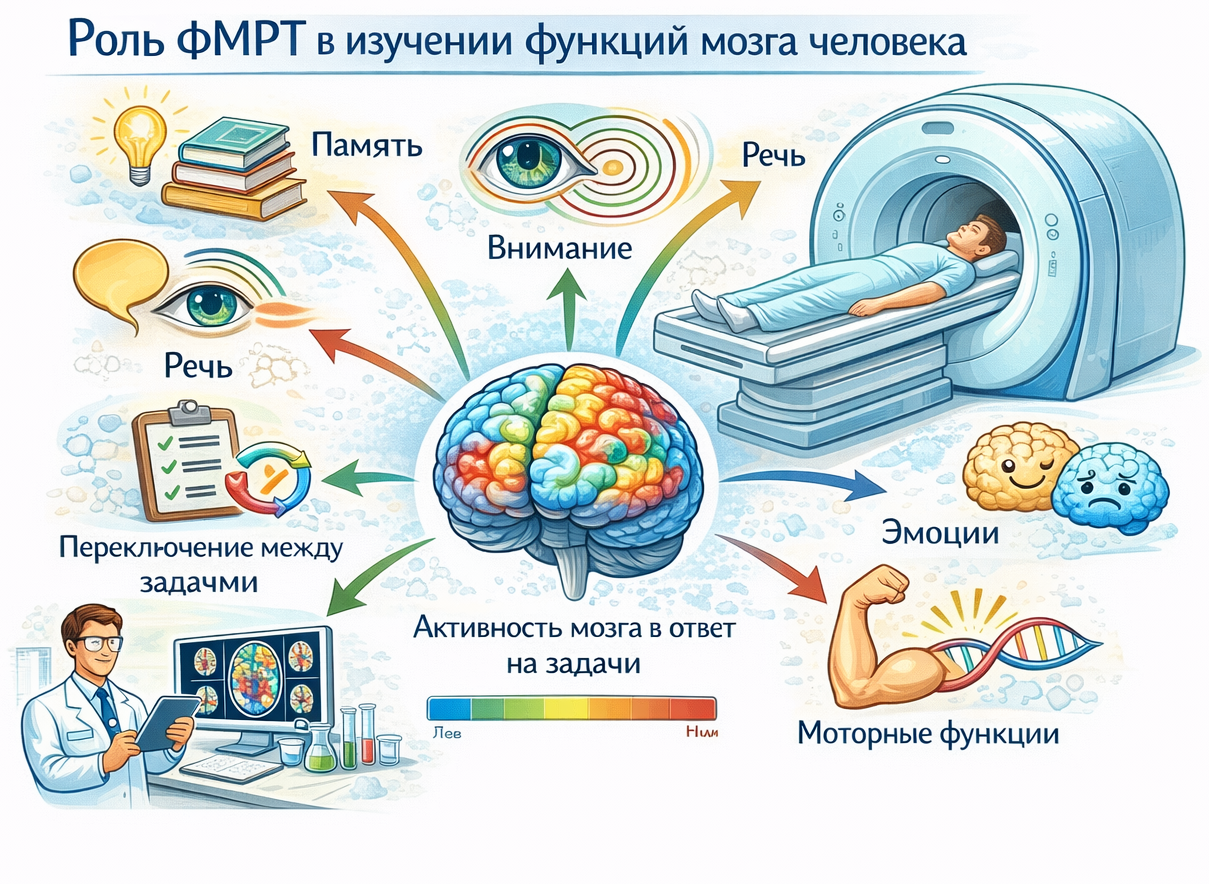 Роль фМРТ в изучении функций мозга человека
Память
Внимание
Речь
Речь
Переключение между
задачми
Эмоции
Активность мозга в ответ
на задачи
Лев
Моторные функции